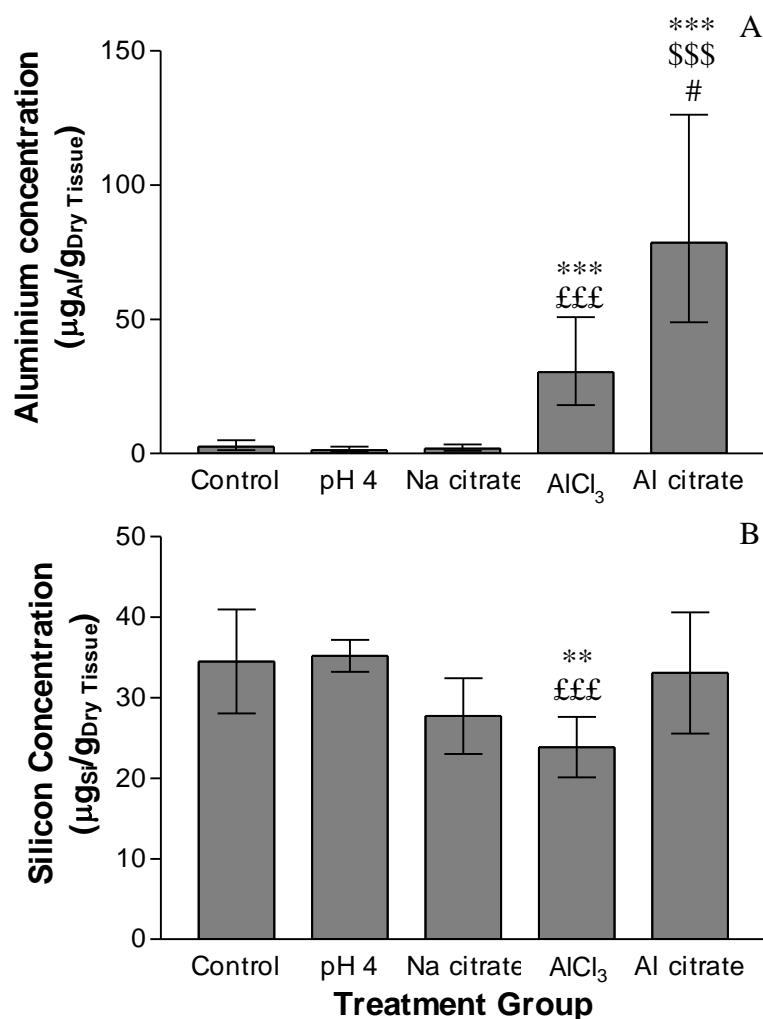 A
***
$$$
#
***
£££
150
100
50
0
Aluminium concentration
(µgAl/gDry Tissue)
Control pH 4 Na citrate AlCl₃ Al citrate
B
**
£££
50
40
30
20
10
0
Silicon Concentration
(µgSi/gDry Tissue)
Control pH 4 Na citrate AlCl₃ Al citrate
Treatment Group